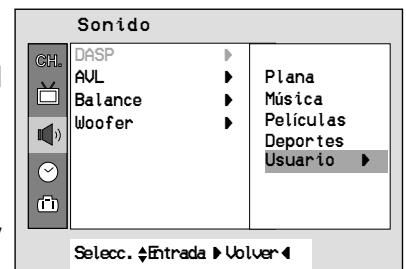 Sonido
CH.
DASP
AVL
Balance
Woofer
Plana
Música
Películas
Deportes
Usuario
Selecc. Entrada Volver